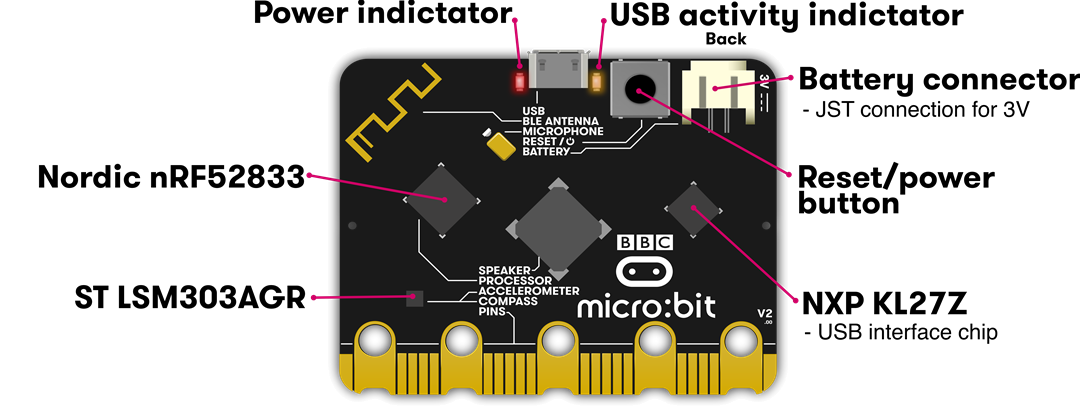 Power indictator
USB activity indictator
Back
Battery connector
- JST connection for 3V
3V
USB
BLE ANTENNA
MICROPHONE
RESET /
BATTERY
Nordic nRF52833
Reset/power
button
BBC
SPEAKER
PROCESSOR
ACCELEROMETER
COMPASS
PINS
micro:bit
ST LSM303AGR
NXP KL27Z
- USB interface chip
V2
.00